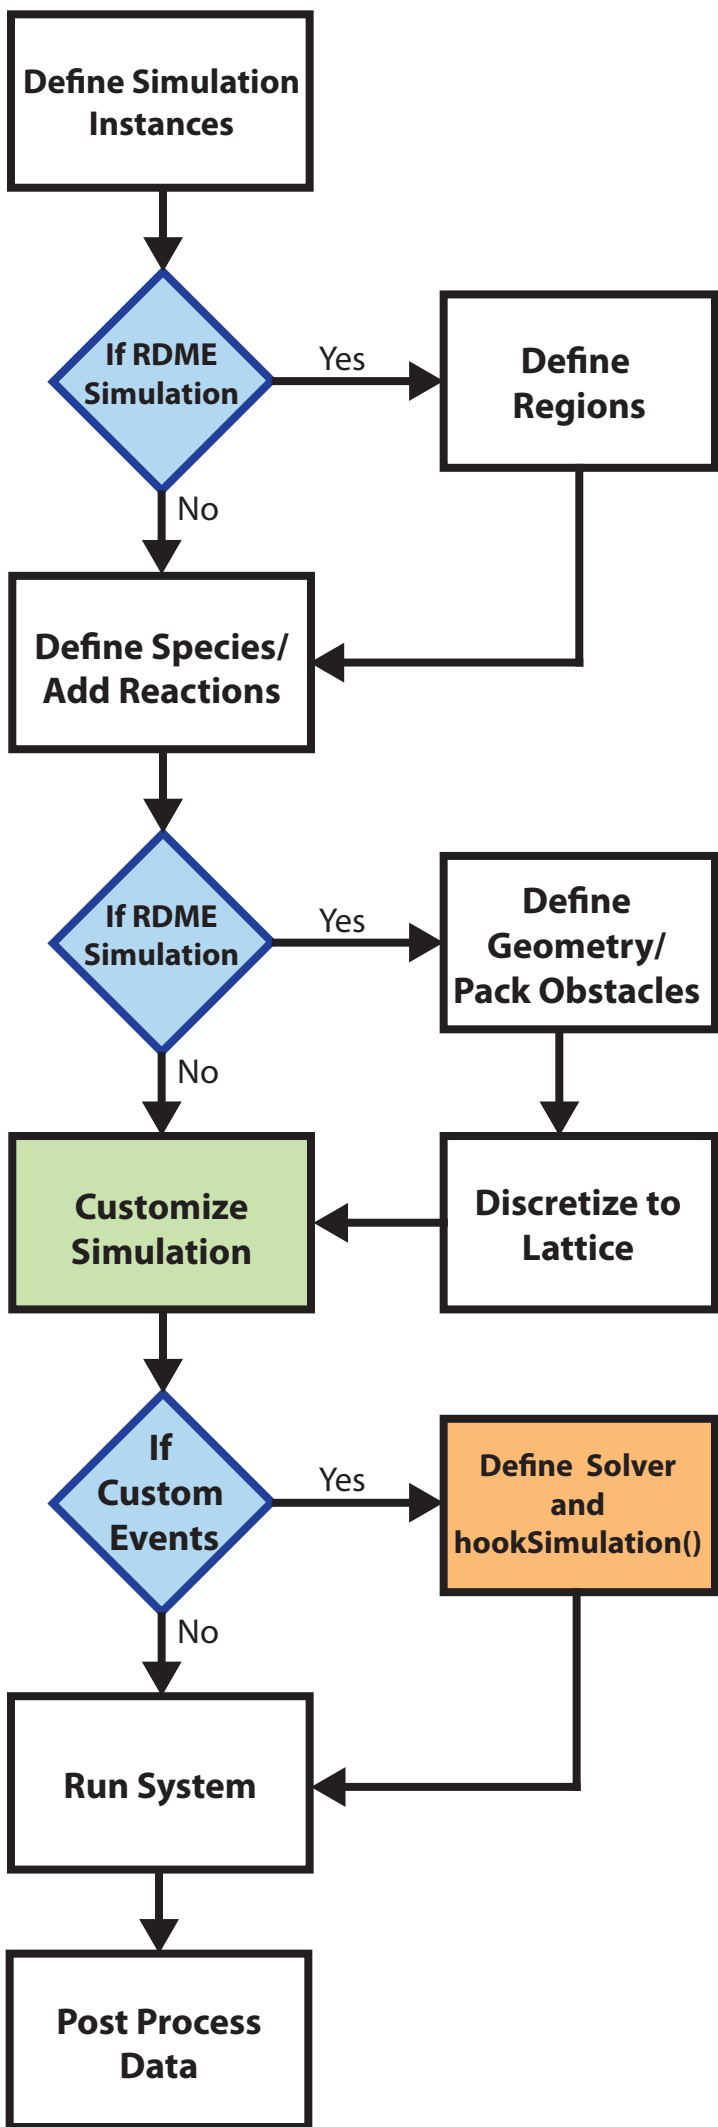 Define Simulation
Instances
If RDME
Simulation
Yes
Define
Regions
No
Define Species/
Add Reactions
If RDME
Simulation
Yes
Define
Geometry/
Pack Obstacles
No
Customize
Simulation
Discretize to
Lattice
If
Custom
Events
Yes
Define Solver
and
hookSimulation()
No
Run System
Post Process
Data